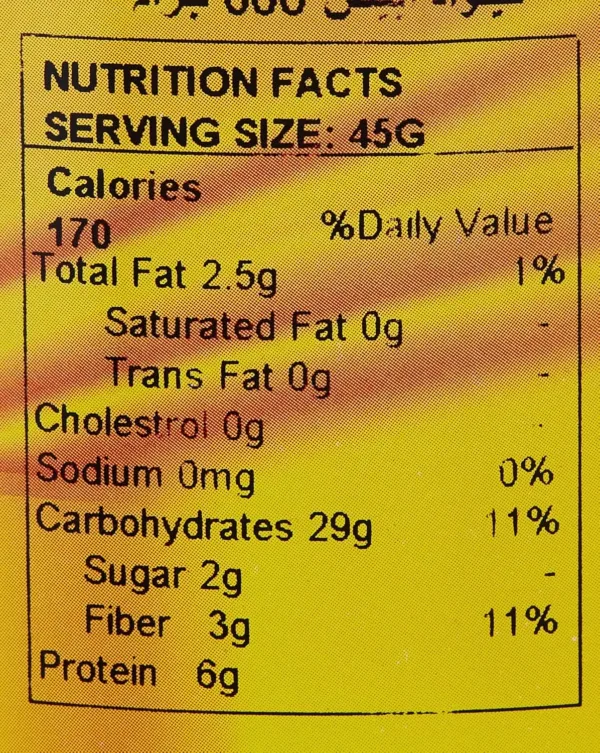 NUTRITION FACTS
SERVING SIZE: 45G
Calories
170 %Daily Value
Total Fat 2.5g 1%
Saturated Fat 0g -
Trans Fat 0g -
Cholestrol 0g
Sodium 0mg 0%
Carbohydrates 29g 11%
Sugar 2g -
Fiber 3g 11%
Protein 6g